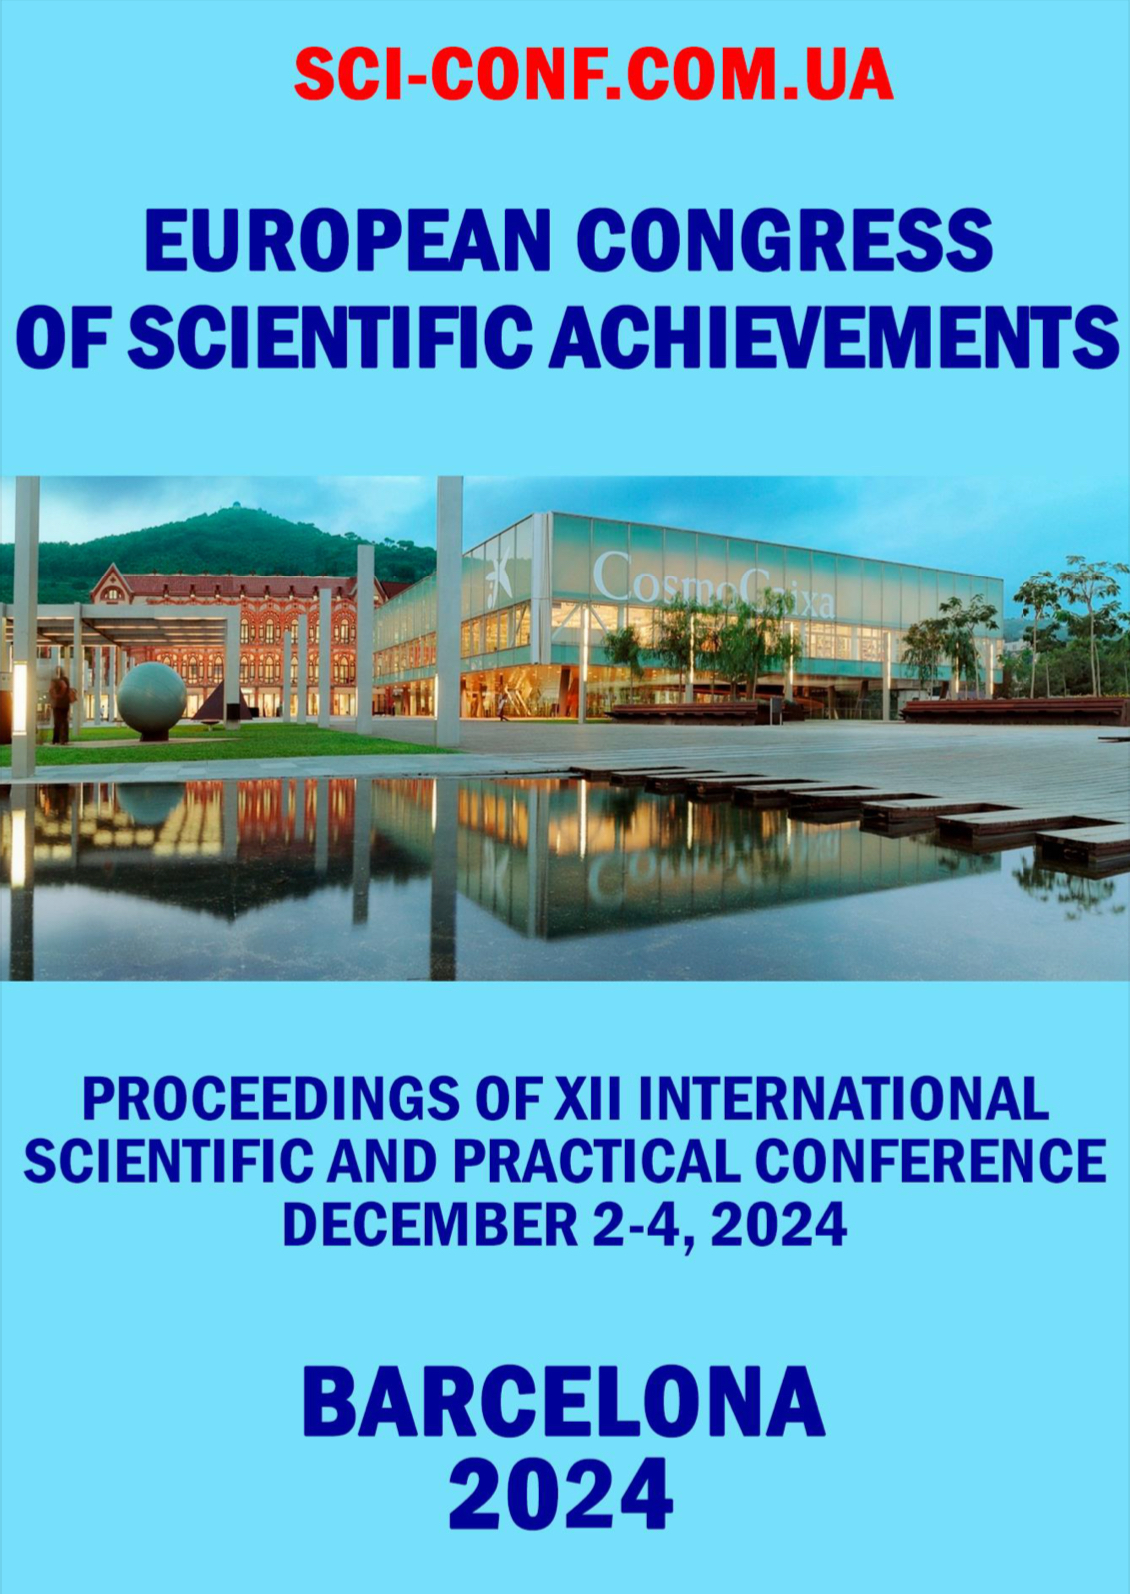 SCI-CONF.COM.UA
EUROPEAN CONGRESS
OF SCIENTIFIC ACHIEVEMENTS
CosmoCaixa
PROCEEDINGS OF XII INTERNATIONAL
SCIENTIFIC AND PRACTICAL CONFERENCE
DECEMBER 2-4, 2024
BARCELONA
2024